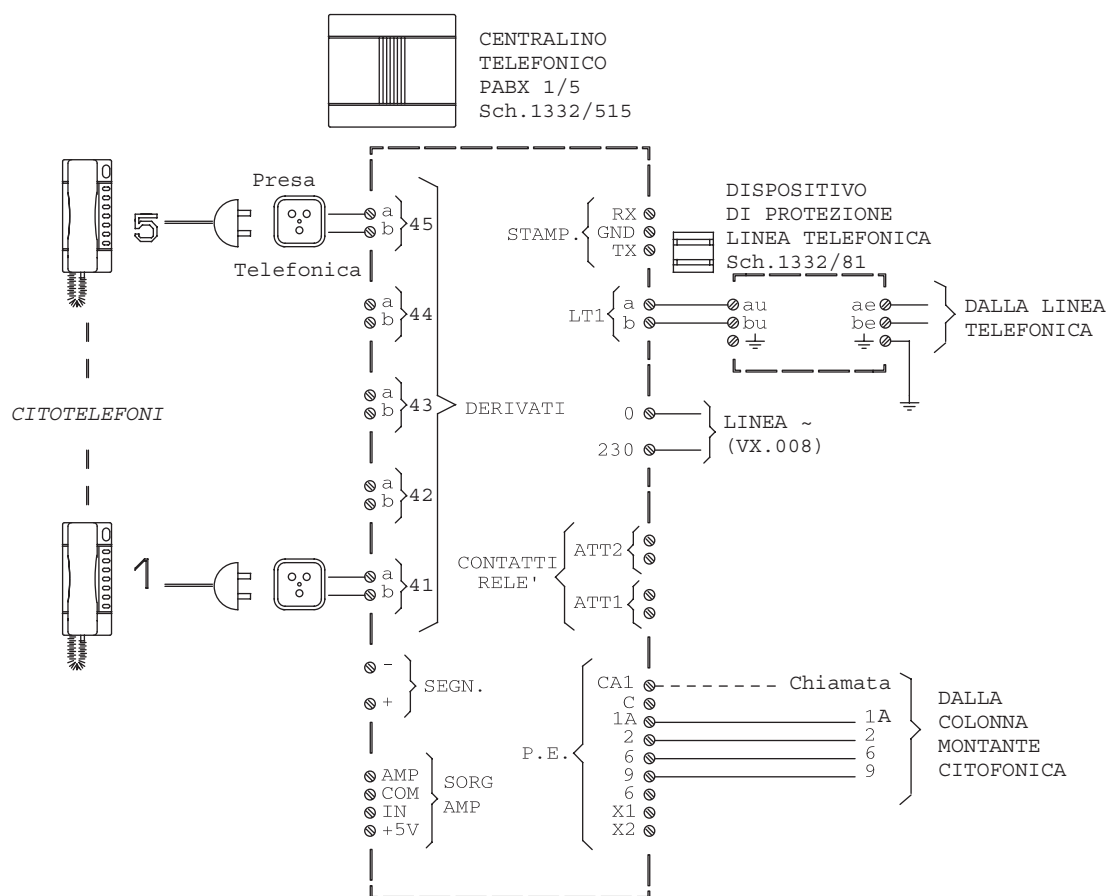 CENTRALINO
TELEFONICO
PABX 1/5
Sch.1332/515
Presa
5
Telefonica
a
b
45
a
b
44
a
b
43
a
b
42
1
a
b
41
DERIVATI
CITOTELEFONI
-
+
SEGN.
AMP
COM
IN
+5V
SORG
AMP
STAMP.
RX
GND
TX
DISPOSITIVO
DI PROTEZIONE
LINEA TELEFONICA
Sch.1332/81
LT1
a
b
au
bu
ae
be
DALLA LINEA
TELEFONICA
0
230
LINEA ~
(VX.008)
CONTATTI
RELE'
ATT2
ATT1
P.E.
CA1
C
1A
2
6
9
6
X1
X2
Chiamata
1A
2
6
9
DALLA
COLONNA
MONTANTE
CITOFONICA